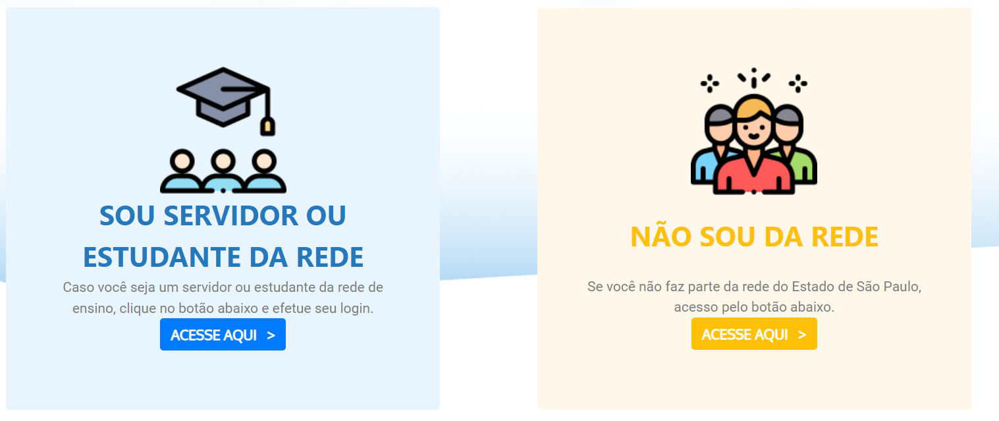 SOU SERVIDOR OU
ESTUDANTE DA REDE
Caso você seja um servidor ou estudante da rede de
ensino, clique no botão abaixo e efetue seu login.
ACESSE AQUI >
NÃO SOU DA REDE
Se você não faz parte da rede do Estado de São Paulo,
acesso pelo botão abaixo.
ACESSE AQUI >